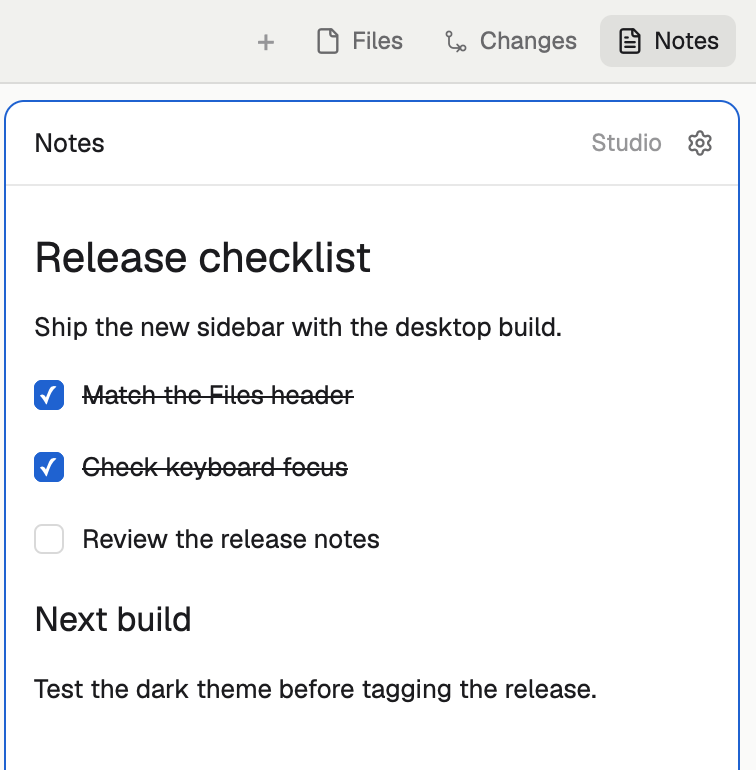 + Files Changes Notes
Notes Studio
Release checklist
Ship the new sidebar with the desktop build.
Match the Files header
Check keyboard focus
Review the release notes
Next build
Test the dark theme before tagging the release.